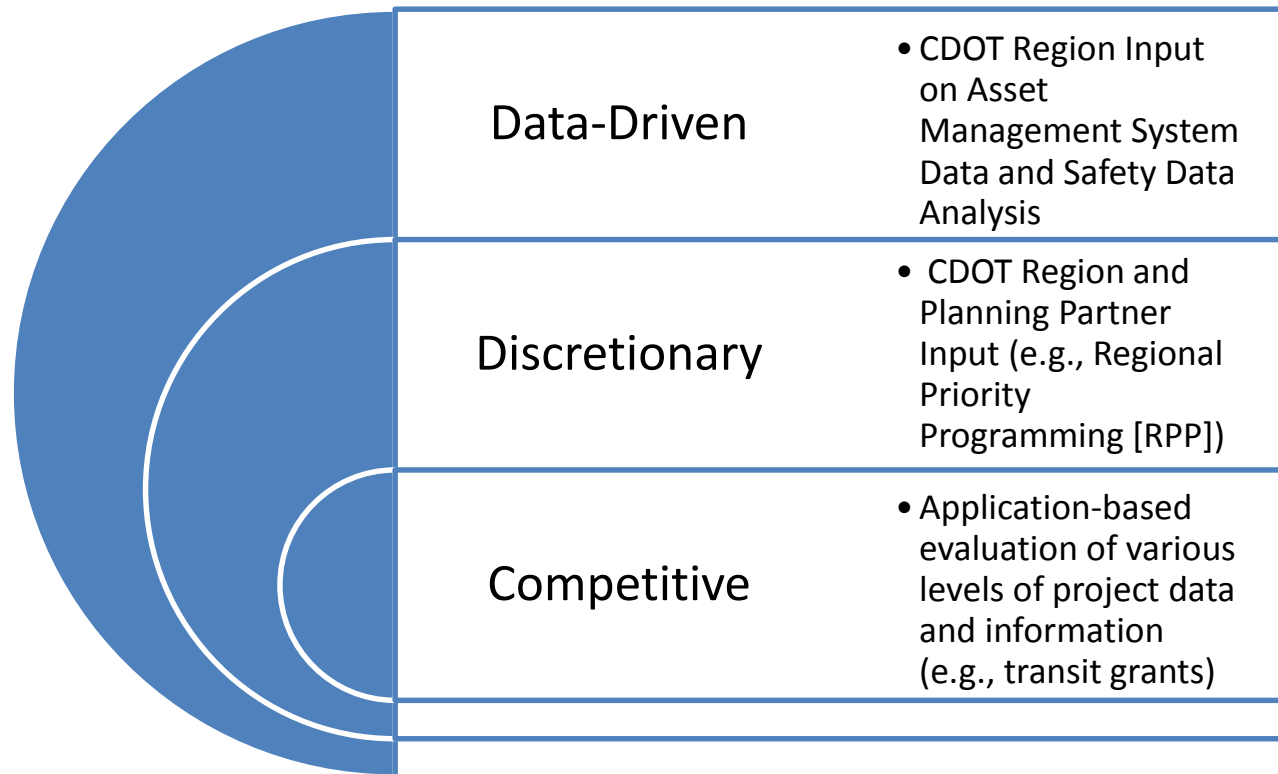 Data-Driven
• CDOT Region Input
on Asset
Management System
Data and Safety Data
Analysis
Discretionary
• CDOT Region and
Planning Partner
Input (e.g., Regional
Priority
Programming [RPP])
Competitive
• Application-based
evaluation of various
levels of project data
and information
(e.g., transit grants)